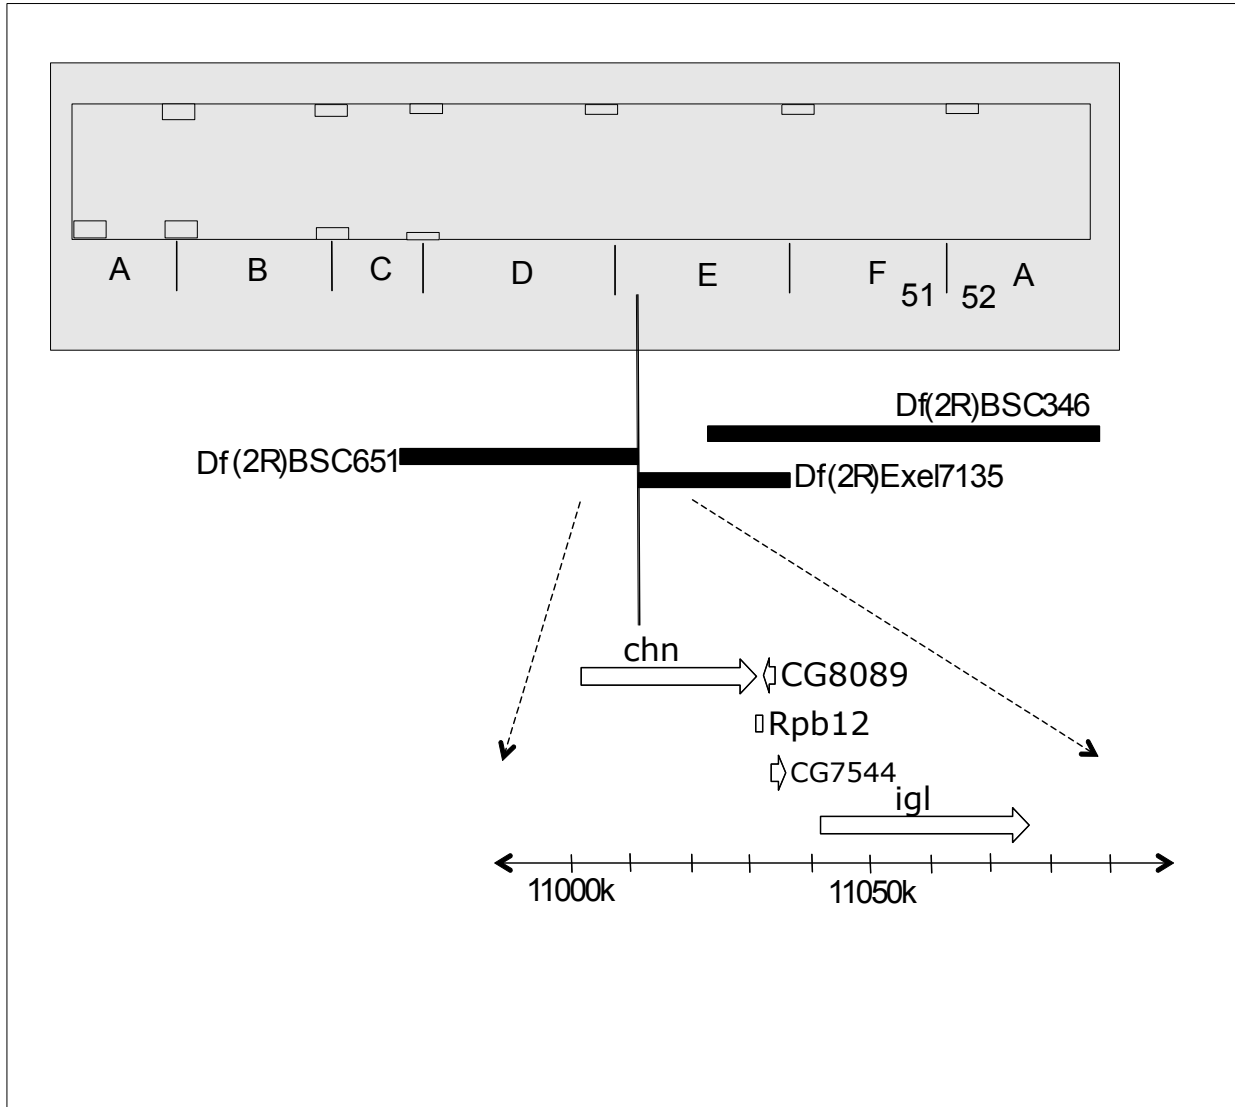 A B C D E F 51 52 A
Df(2R)BSC346
Df(2R)BSC651
Df(2R)Exel7135
chn
CG8089
Rpb12
CG7544
igl
11000k 11050k